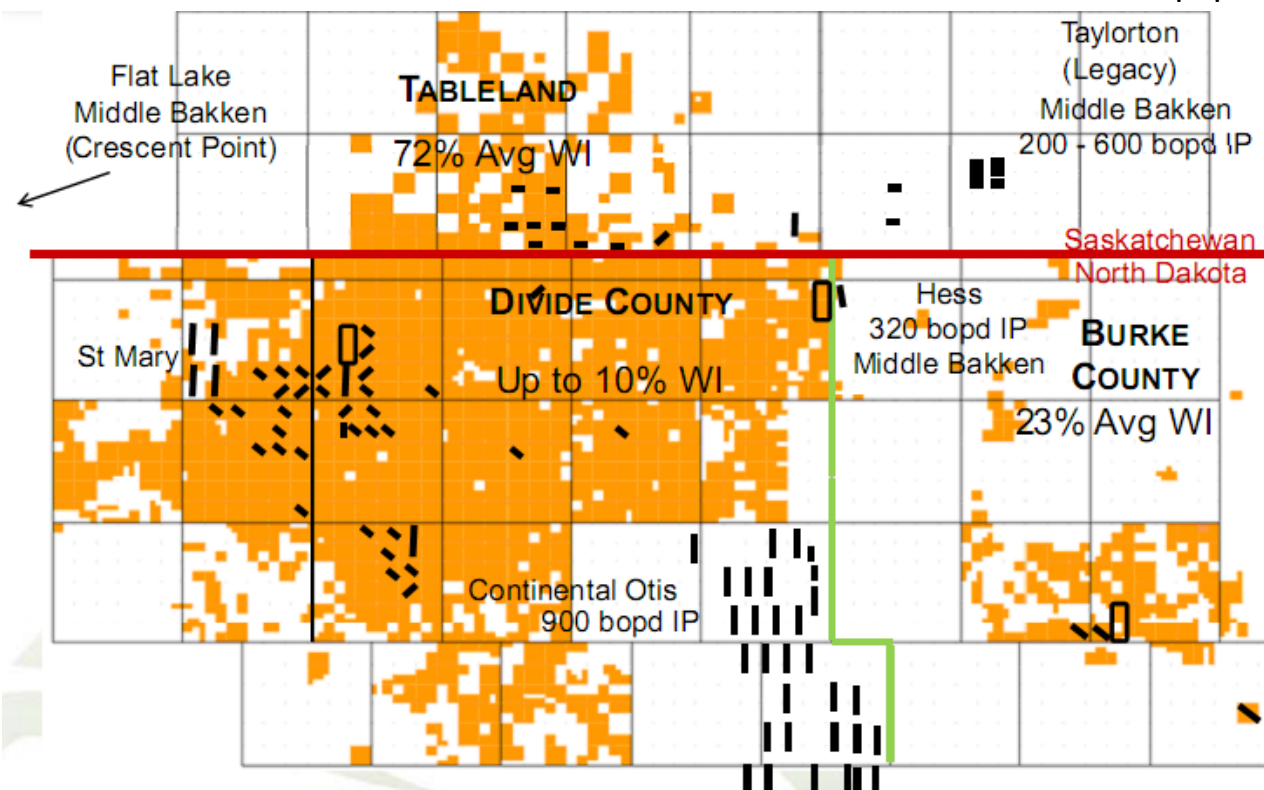 Flat Lake
Middle Bakken
(Crescent Point)
TABLELAND
72% Avg WI
Taylorton
(Legacy)
Middle Bakken
200 - 600 bopd IP
Saskatchewan
North Dakota
St Mary
DIVIDE COUNTY
Up to 10% WI
Hess
320 bopd IP
Middle Bakken
BURKE
COUNTY
23% Avg WI
Continental Otis
900 bopd IP